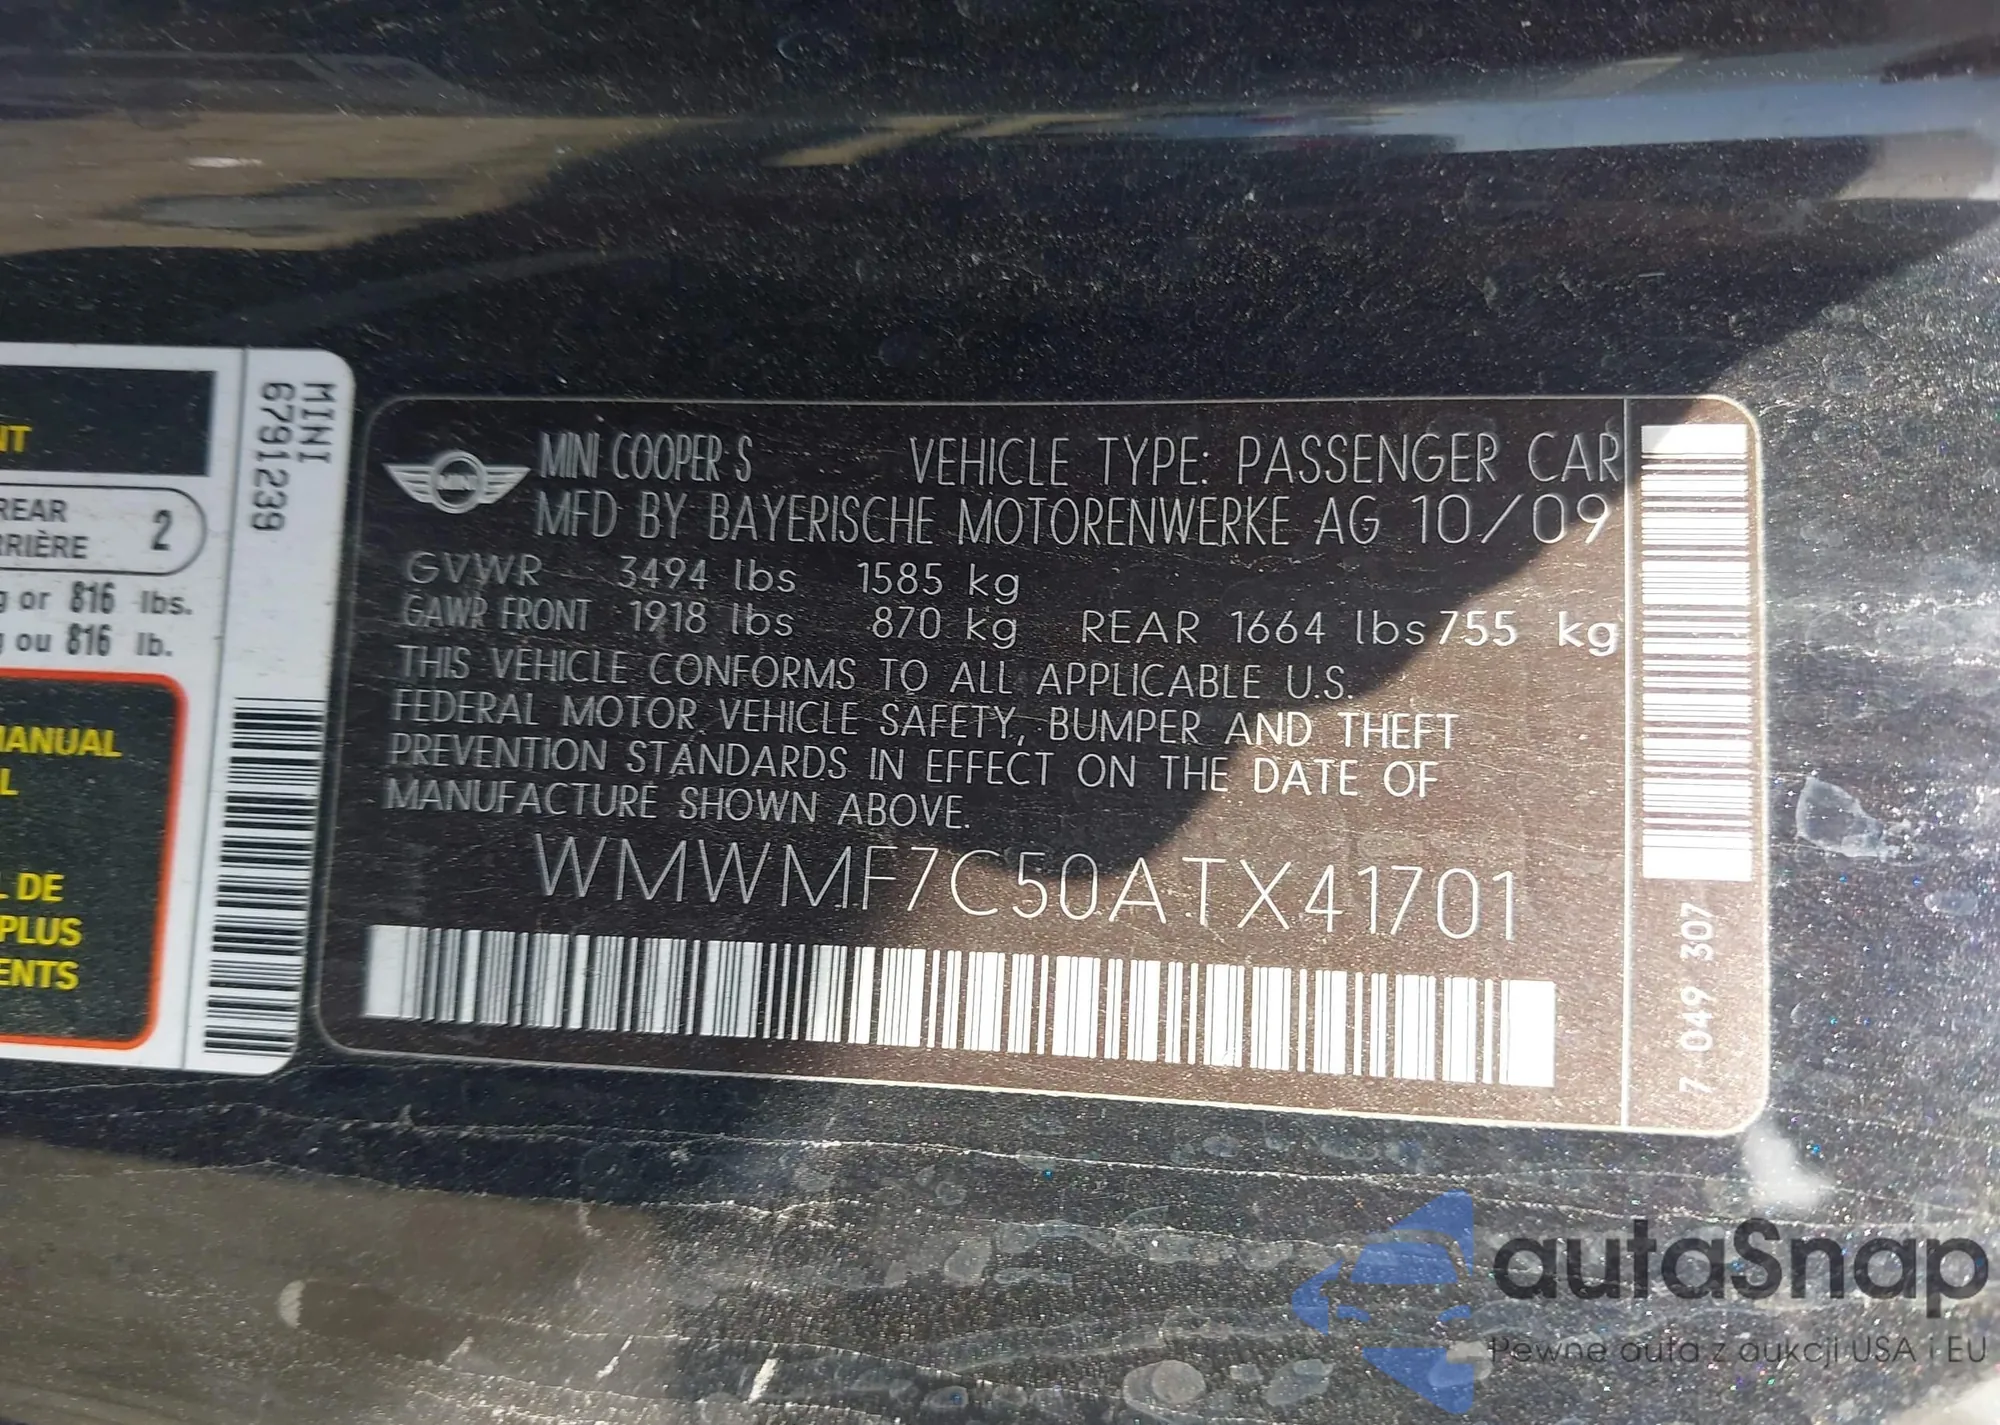 MINI
6791239
NT
REAR
RRIÈRE
2
g or 816 lbs.
g ou 816 lb.
MANUAL
L
L DE
PLUS
ENTS
MINI
MINI COOPER S VEHICLE TYPE: PASSENGER CAR
MFD BY BAYERISCHE MOTORENWERKE AG 10/09
GVWR 3494 lbs 1585 kg
GAWR FRONT 1918 lbs 870 kg REAR 1664 lbs 755 kg
THIS VEHICLE CONFORMS TO ALL APPLICABLE U.S.
FEDERAL MOTOR VEHICLE SAFETY, BUMPER AND THEFT
PREVENTION STANDARDS IN EFFECT ON THE DATE OF
MANUFACTURE SHOWN ABOVE.
WMWMF7C50ATX41701
7 049 307
autaSnap
Pewne auta z aukcji USA i EU